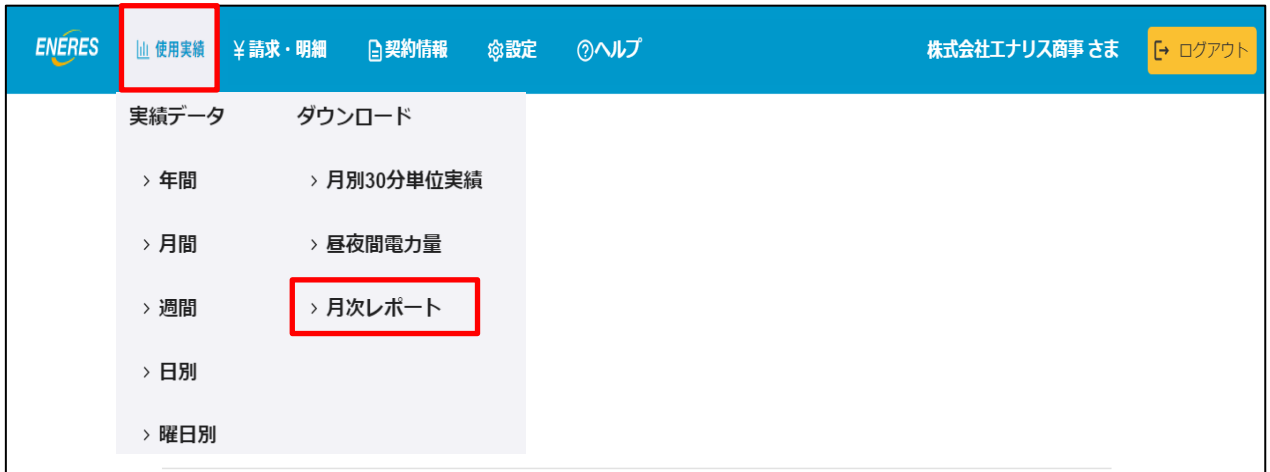 ENERES 使用実績 ¥請求・明細 契約情報 設定 ?ヘルプ 株式会社エナリス商事 さま ログアウト
実績データ ダウンロード
> 年間 > 月別30分単位実績
> 月間 > 昼夜間電力量
> 週間 > 月次レポート
> 日別
> 曜日別